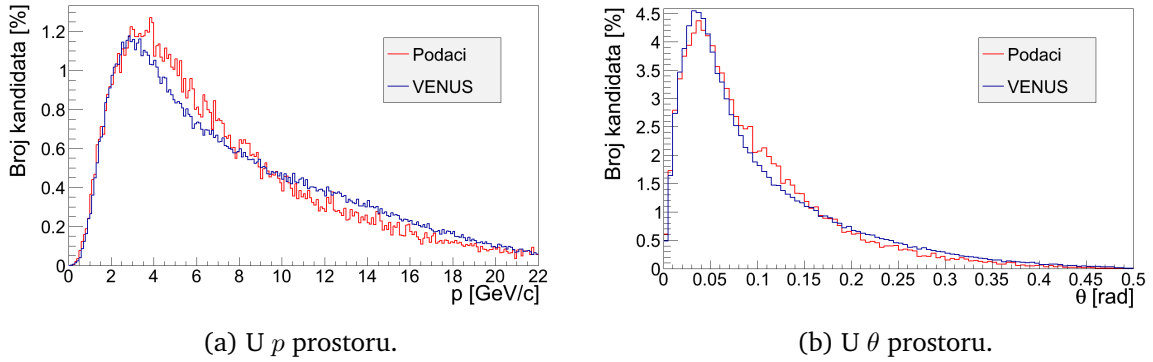 Broj kandidata [%]
1.2
1
0.8
0.6
0.4
0.2
0
Podaci
VENUS
0 2 4 6 8 10 12 14 16 18 20 22
p [GeV/c]
(a) U p prostoru.
Broj kandidata [%]
4.5
4
3.5
3
2.5
2
1.5
1
0.5
0
Podaci
VENUS
0 0.05 0.1 0.15 0.2 0.25 0.3 0.35 0.4 0.45 0.5
θ [rad]
(b) U θ prostoru.